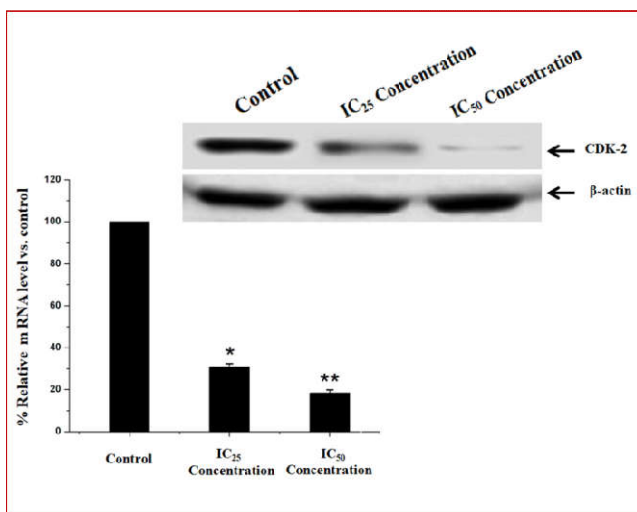 Control
IC25 Concentration
IC50 Concentration
CDK-2
β-actin
% Relative mRNA level vs. control
120
100
80
60
40
20
0
*
**
Control
IC25
Concentration
IC50
Concentration